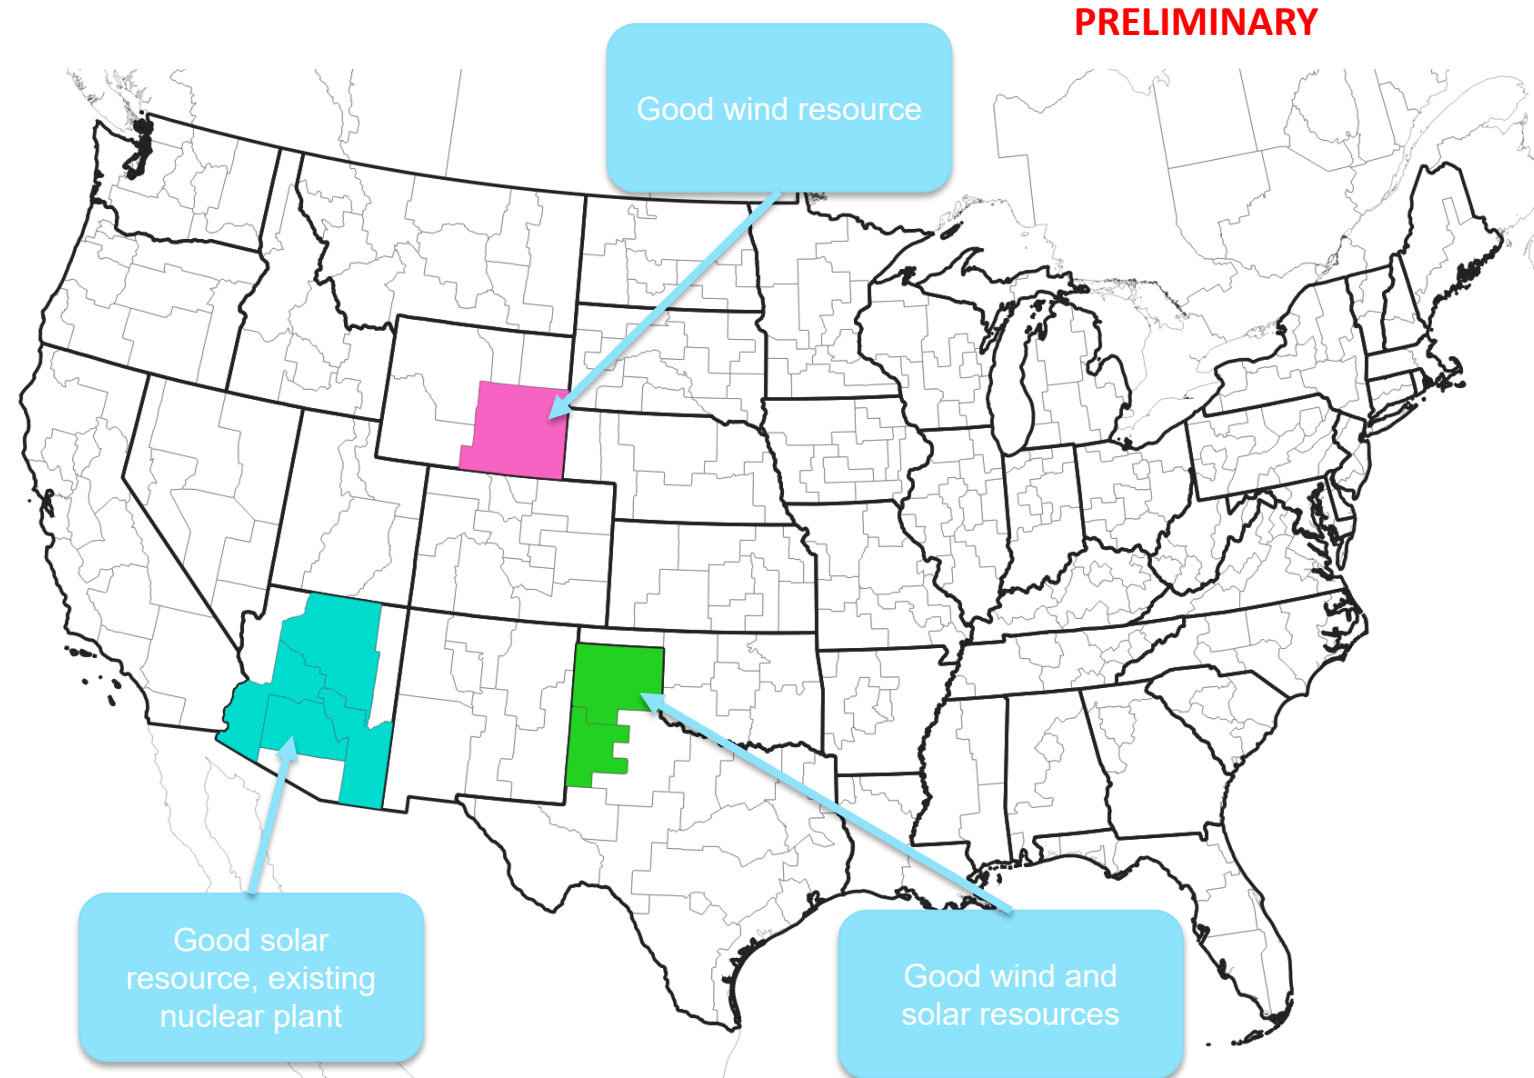 PRELIMINARY
Good wind resource
Good solar
resource, existing
nuclear plant
Good wind and
solar resources